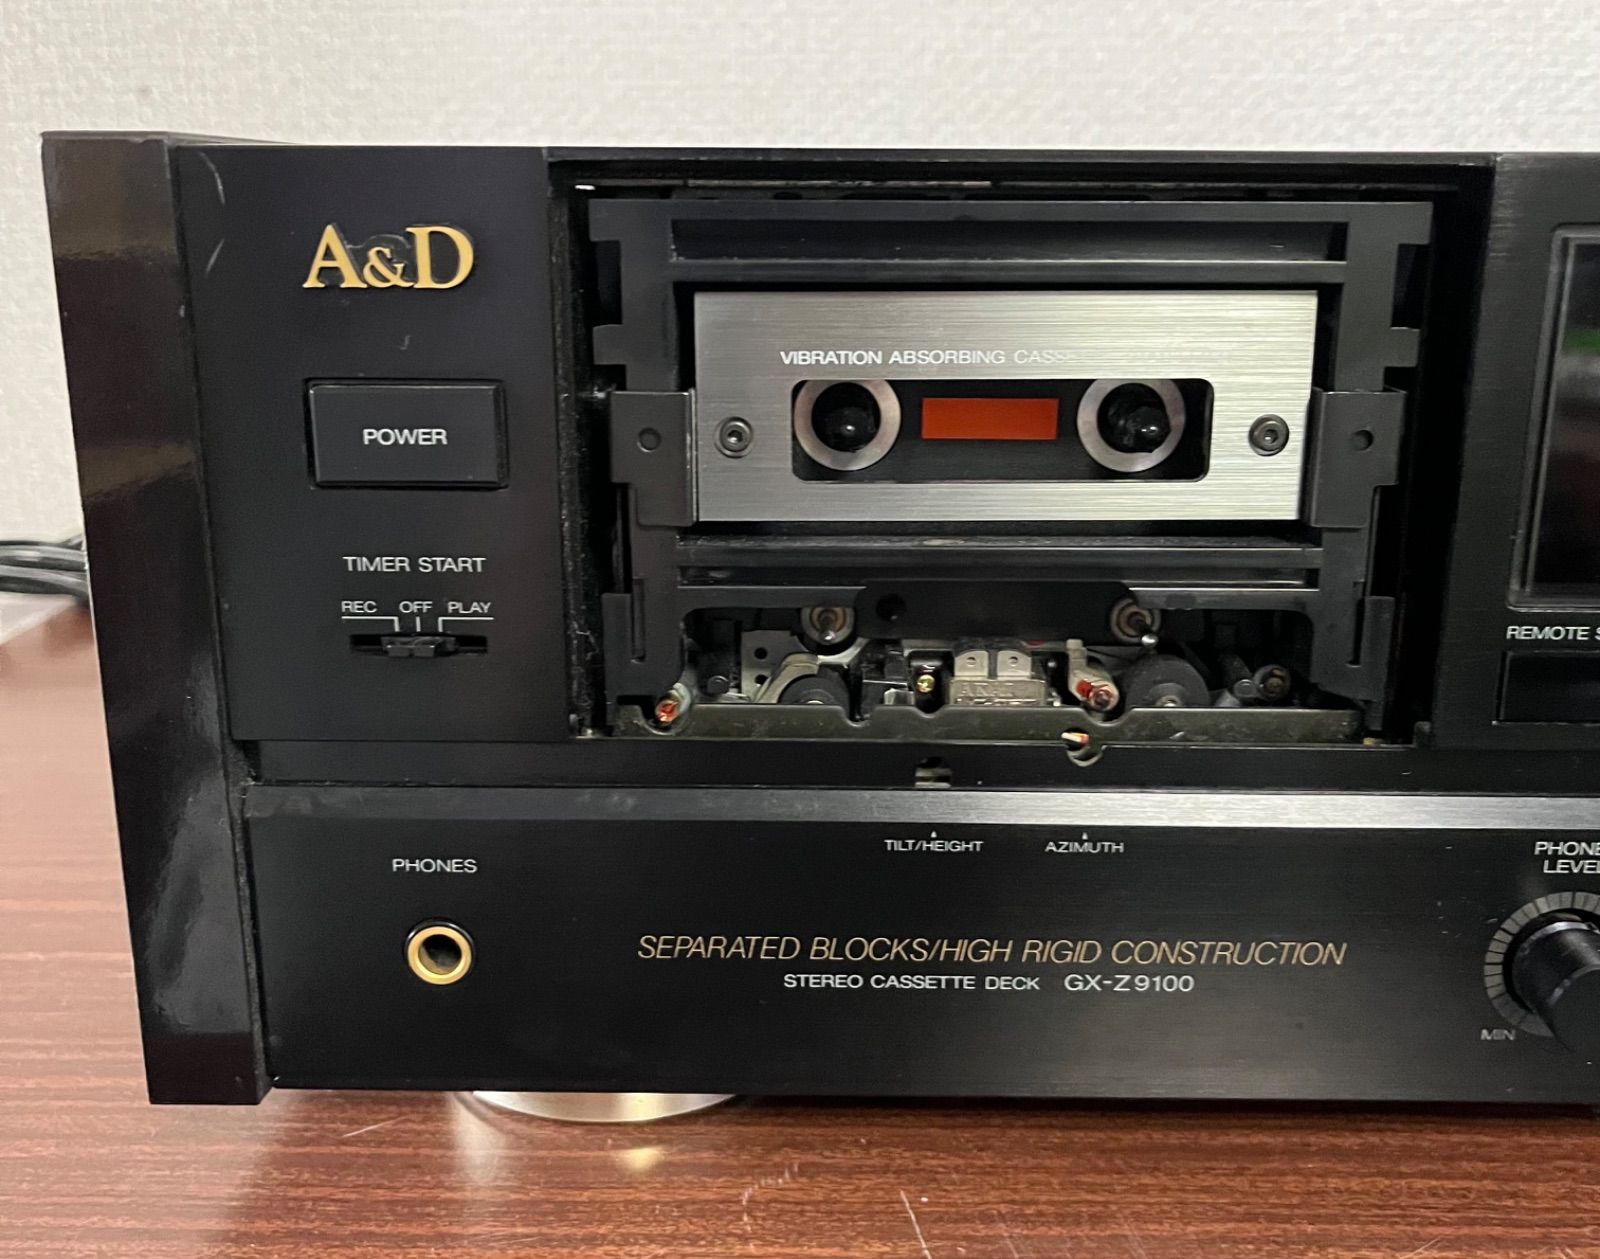 A&D
POWER
VIBRATION ABSORBING
TIMER START
REC OFF PLAY
REMOTE
TILT/HEIGHT AZIMUTH
PHONES
MIN
SEPARATED BLOCKS/HIGH RIGID CONSTRUCTION
STEREO CASSETTE DECK GX-Z9100